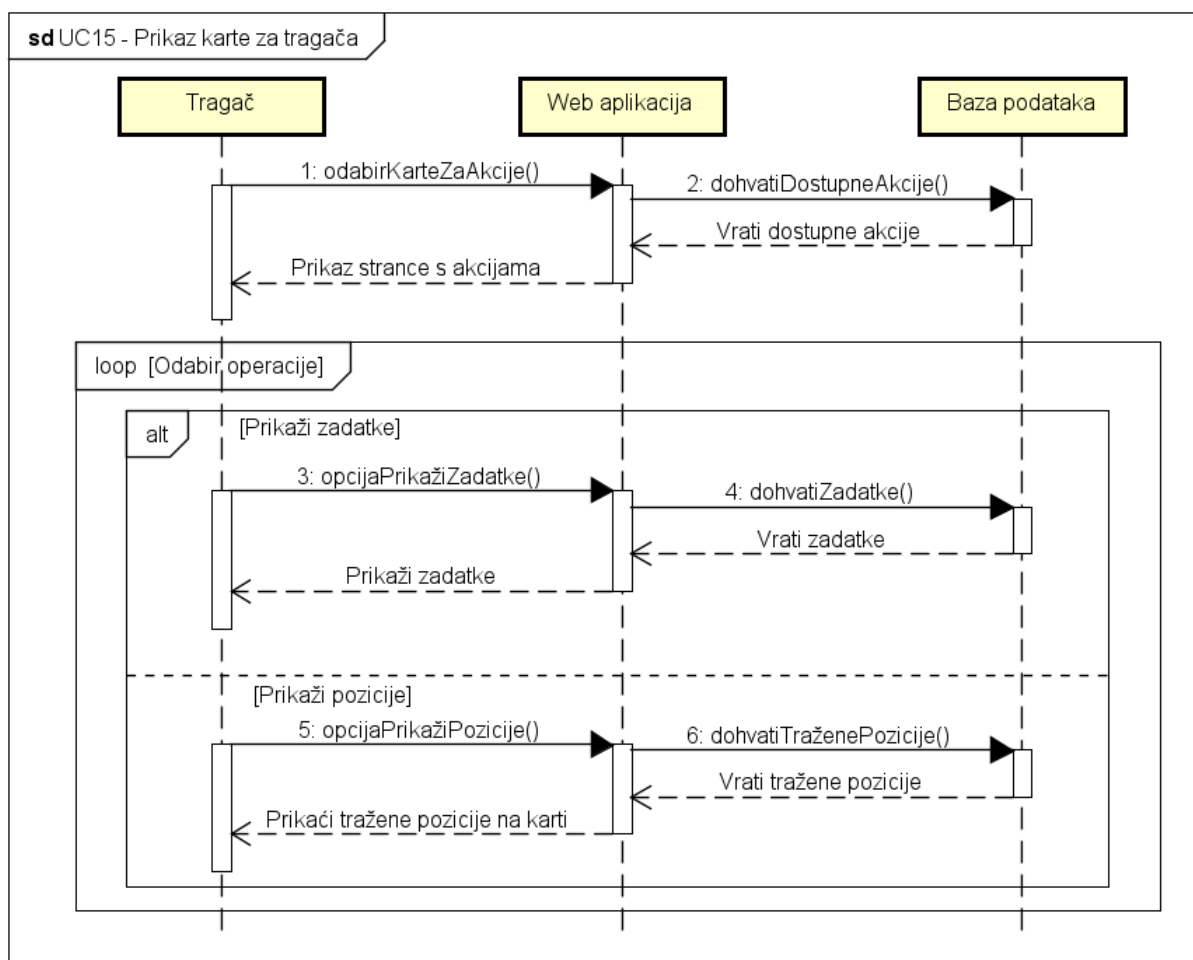 sd UC15 - Prikaz karte za tragača
Tragač
Web aplikacija
Baza podataka
1: odabirKarteZaAkcije()
2: dohvatiDostupneAkcije()
Vrati dostupne akcije
Prikaz strance s akcijama
loop [Odabir operacije]
alt
[Prikaži zadatke]
3: opcijaPrikažiZadatke()
4: dohvatiZadatke()
Vrati zadatke
Prikaži zadatke
[Prikaži pozicije]
5: opcijaPrikažiPozicije()
6: dohvatiTraženePozicije()
Vrati tražene pozicije
Prikaći tražene pozicije na karti